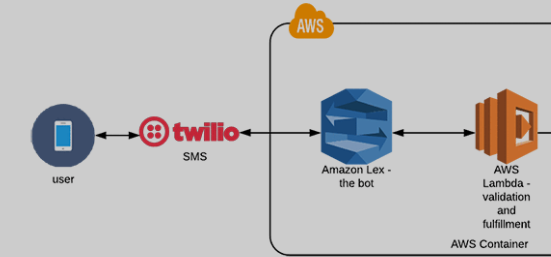 AWS
twilio
SMS
user
Amazon Lex -
the bot
AWS
Lambda -
validation
and
fulfillment
AWS Container